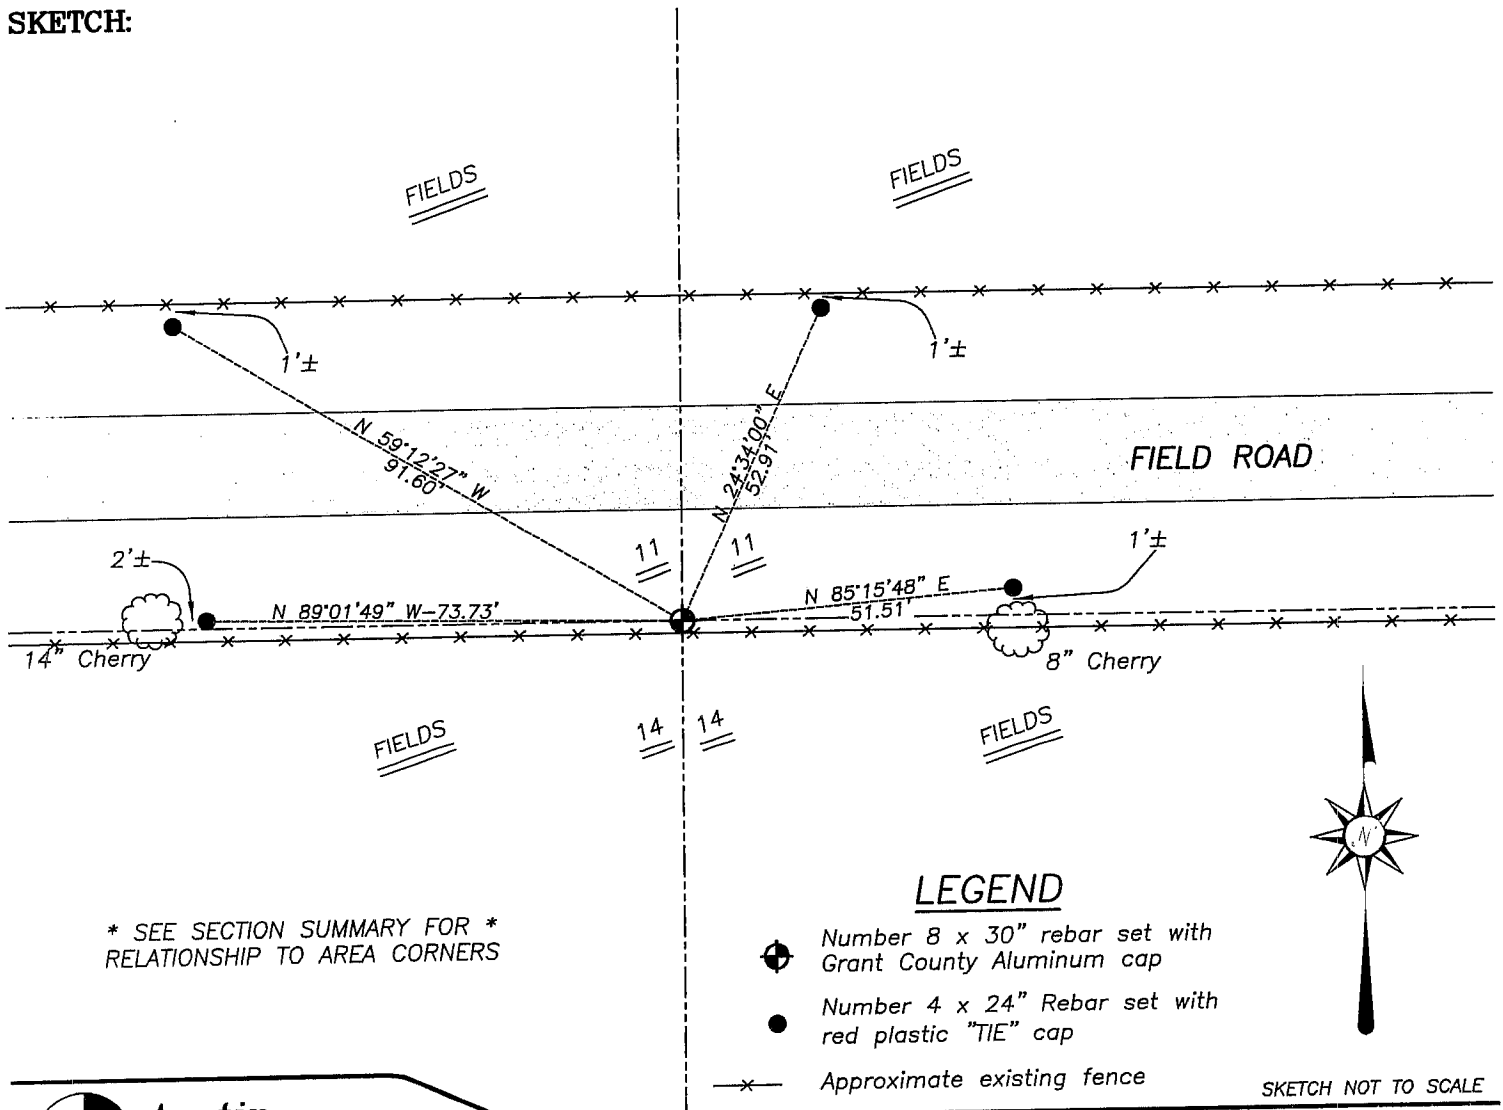 SKETCH:
FIELDS
FIELDS
1'±
1'±
N 59°12'27" W
91.60'
N 24°34'00" E
52.91'
FIELD ROAD
2'±
11
11
1'±
N 89°01'49" W-73.73'
N 85°15'48" E
51.51'
14" Cherry
8" Cherry
FIELDS
14
14
FIELDS
N
LEGEND
* SEE SECTION SUMMARY FOR *
RELATIONSHIP TO AREA CORNERS
Number 8 x 30" rebar set with
Grant County Aluminum cap
Number 4 x 24" Rebar set with
red plastic "TIE" cap
Approximate existing fence
SKETCH NOT TO SCALE